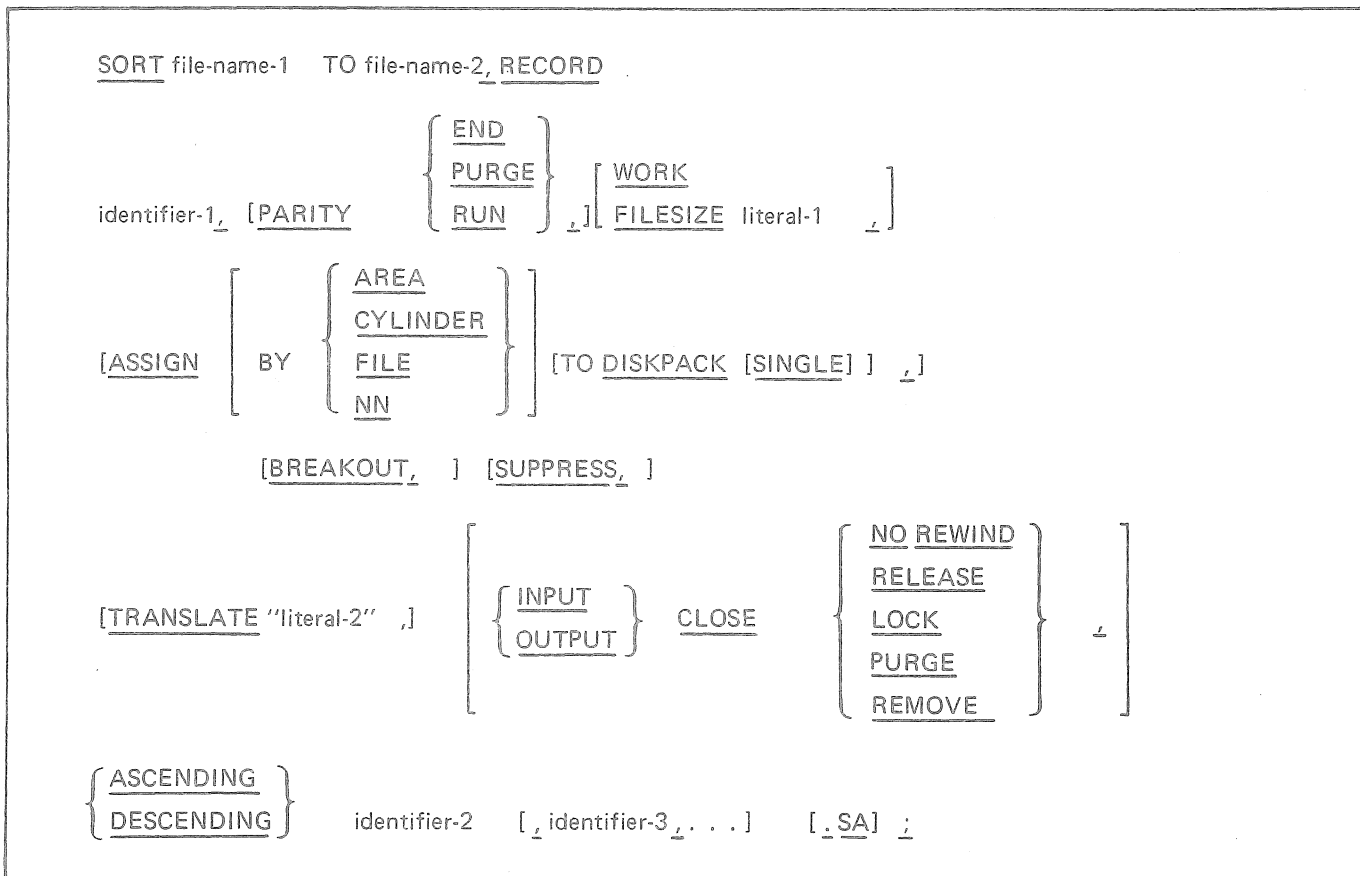 SORT file-name-1 TO file-name-2, RECORD
END
PURGE
identifier-1, [PARITY RUN ,] [WORK
FILESIZE literal-1 ,]
AREA
CYLINDER
[ASSIGN [BY FILE ] [TO DISKPACK [SINGLE] ] ,]
NN
[BREAKOUT, ] [SUPPRESS, ]
NO REWIND
RELEASE
[TRANSLATE "literal-2" ,] [ { INPUT
OUTPUT } CLOSE LOCK , ]
PURGE
REMOVE
{ ASCENDING
DESCENDING } identifier-2 [, identifier-3,...] [.SA] ;